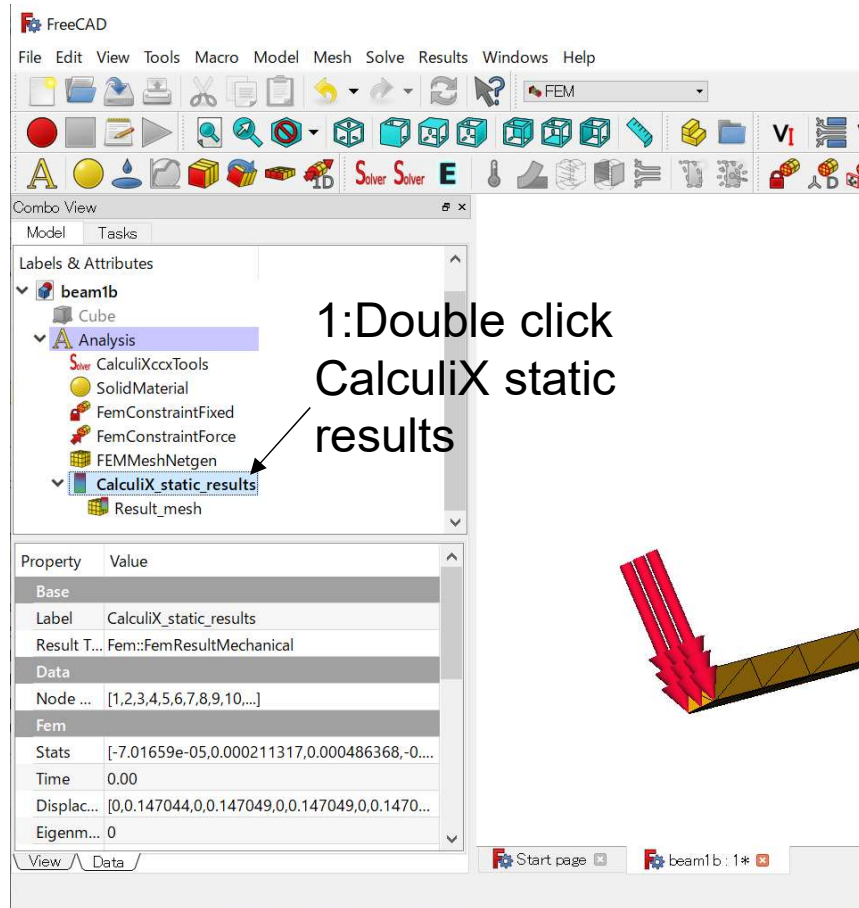 FreeCAD
File Edit View Tools Macro Model Mesh Solve Results Windows Help
FEM
VI
A 1D Solver Solver E
Combo View
Model Tasks
Labels & Attributes
beam1b
Cube
A Analysis
Solver CalculiXccxTools
SolidMaterial
FemConstraintFixed
FemConstraintForce
FEMMeshNetgen
CalculiX_static_results
Result_mesh
1:Double click
CalculiX static
results
Property Value
Base
Label CalculiX_static_results
Result T... Fem::FemResultMechanical
Data
Node ... [1,2,3,4,5,6,7,8,9,10,...]
Fem
Stats [-7.01659e-05,0.000211317,0.000486368,-0....
Time 0.00
Displac... [0,0.147044,0,0.147049,0,0.147049,0,0.1470...
Eigenm... 0
View Data
Start page
beam1b : 1*